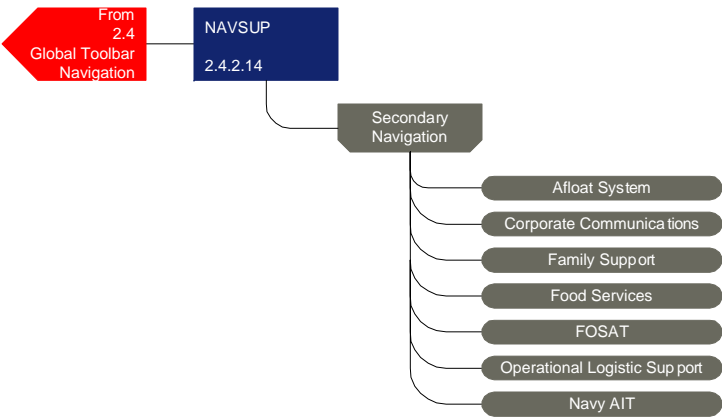 From
2.4
Global Toolbar
Navigation
NAVSUP
2.4.2.14
Secondary
Navigation
Afloat System
Corporate Communications
Family Support
Food Services
FOSAT
Operational Logistic Support
Navy AIT